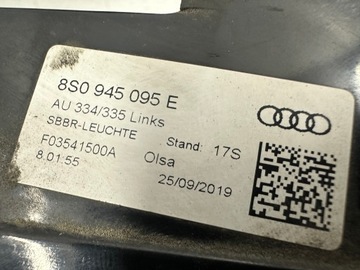 8S0 945 095 E
AU 334/335 Links
SBBR-LEUCHTE
Stand: 17S
F03541500A
Olsa
8.01:55
25/09/2019